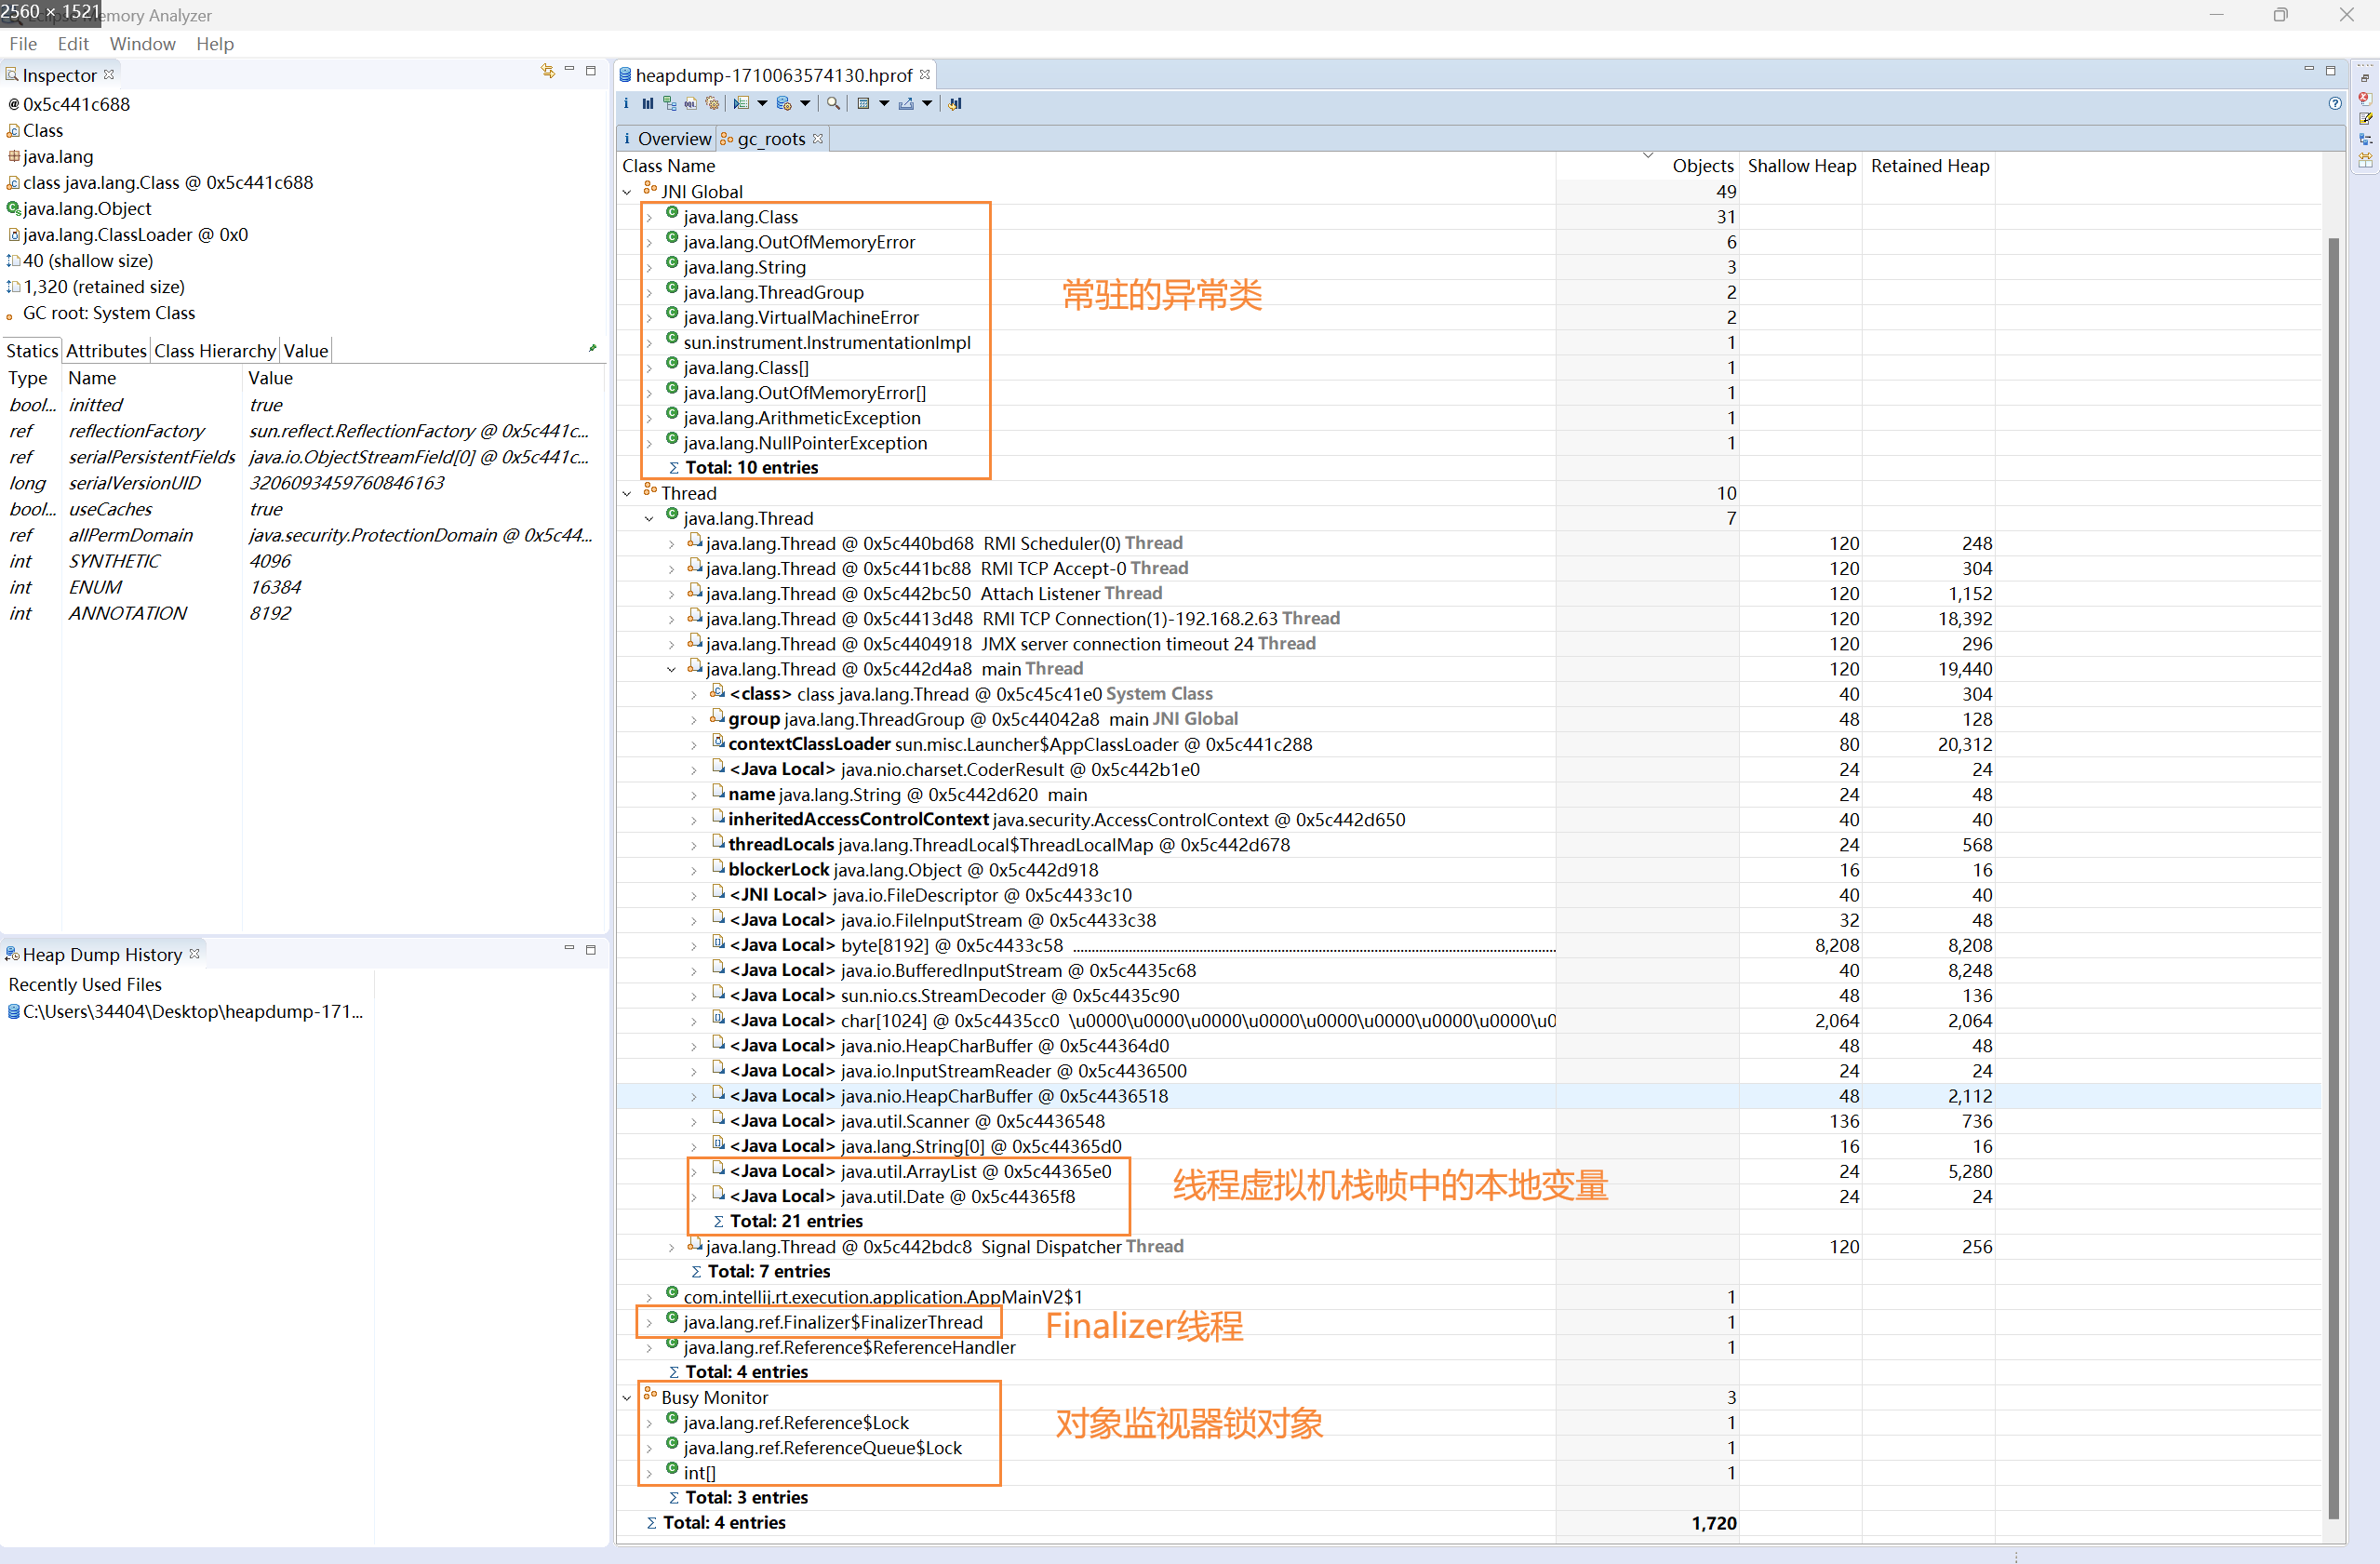 2560 × 1521
Eclipse Memory Analyzer
File Edit Window Help
Inspector
0x5c441c688
Class
java.lang
class java.lang.Class @ 0x5c441c688
java.lang.Object
java.lang.ClassLoader @ 0x0
40 (shallow size)
1,320 (retained size)
GC root: System Class
Statics Attributes Class Hierarchy Value
Type Name Value
bool... initted true
ref reflectionFactory sun.reflect.ReflectionFactory @ 0x5c441c...
ref serialPersistentFields java.io.ObjectStreamField[0] @ 0x5c441c...
long serialVersionUID 3206093459760846163
bool... useCaches true
ref allPermDomain java.security.ProtectionDomain @ 0x5c44...
int SYNTHETIC 4096
int ENUM 16384
int ANNOTATION 8192
Heap Dump History
Recently Used Files
C:\Users\34404\Desktop\heapdump-171...
heapdump-1710063574130.hprof
Overview gc_roots
Class Name Objects Shallow Heap Retained Heap
JNI Global 49
java.lang.Class 31
java.lang.OutOfMemoryError 6
java.lang.String 3
java.lang.ThreadGroup 2
常驻的异常类
java.lang.VirtualMachineError 2
sun.instrument.InstrumentationImpl 1
java.lang.Class[] 1
java.lang.OutOfMemoryError[] 1
java.lang.ArithmeticException 1
java.lang.NullPointerException 1
Total: 10 entries
Thread 10
java.lang.Thread 7
java.lang.Thread @ 0x5c440bd68 RMI Scheduler(0) Thread 120 248
java.lang.Thread @ 0x5c441bc88 RMI TCP Accept-0 Thread 120 304
java.lang.Thread @ 0x5c442bc50 Attach Listener Thread 120 1,152
java.lang.Thread @ 0x5c4413d48 RMI TCP Connection(1)-192.168.2.63 Thread 120 18,392
java.lang.Thread @ 0x5c4404918 JMX server connection timeout 24 Thread 120 296
java.lang.Thread @ 0x5c442d4a8 main Thread 120 19,440
<class> class java.lang.Thread @ 0x5c45c41e0 System Class 40 304
group java.lang.ThreadGroup @ 0x5c44042a8 main JNI Global 48 128
contextClassLoader sun.misc.Launcher$AppClassLoader @ 0x5c441c288 80 20,312
<Java Local> java.nio.charset.CoderResult @ 0x5c442b1e0 24 24
name java.lang.String @ 0x5c442d620 main 24 48
inheritedAccessControlContext java.security.AccessControlContext @ 0x5c442d650 40 40
threadLocals java.lang.ThreadLocal$ThreadLocalMap @ 0x5c442d678 24 568
blockerLock java.lang.Object @ 0x5c442d918 16 16
<JNI Local> java.io.FileDescriptor @ 0x5c4433c10 40 40
<Java Local> java.io.FileInputStream @ 0x5c4433c38 32 48
<Java Local> byte[8192] @ 0x5c4433c58 ........................................ 8,208 8,208
<Java Local> java.io.BufferedInputStream @ 0x5c4435c68 40 8,248
<Java Local> sun.nio.cs.StreamDecoder @ 0x5c4435c90 48 136
<Java Local> char[1024] @ 0x5c4435cc0 \u0000\u0000\u0000\u0000\u0000\u0000\u0000\u0000\u0 2,064 2,064
<Java Local> java.nio.HeapCharBuffer @ 0x5c44364d0 48 48
<Java Local> java.io.InputStreamReader @ 0x5c4436500 24 24
<Java Local> java.nio.HeapCharBuffer @ 0x5c4436518 48 2,112
<Java Local> java.util.Scanner @ 0x5c4436548 136 736
<Java Local> java.lang.String[0] @ 0x5c44365d0 16 16
<Java Local> java.util.ArrayList @ 0x5c44365e0 24 5,280
线程虚拟机栈帧中的本地变量
<Java Local> java.util.Date @ 0x5c44365f8 24 24
Total: 21 entries
java.lang.Thread @ 0x5c442bdc8 Signal Dispatcher Thread 120 256
Total: 7 entries
com.intellij.rt.execution.application.AppMainV2$1 1
java.lang.ref.Finalizer$FinalizerThread 1
Finalizer线程
java.lang.ref.Reference$ReferenceHandler 1
Total: 4 entries
Busy Monitor 3
java.lang.ref.Reference$Lock 1
对象监视器锁对象
java.lang.ref.ReferenceQueue$Lock 1
int[] 1
Total: 3 entries
Total: 4 entries 1,720